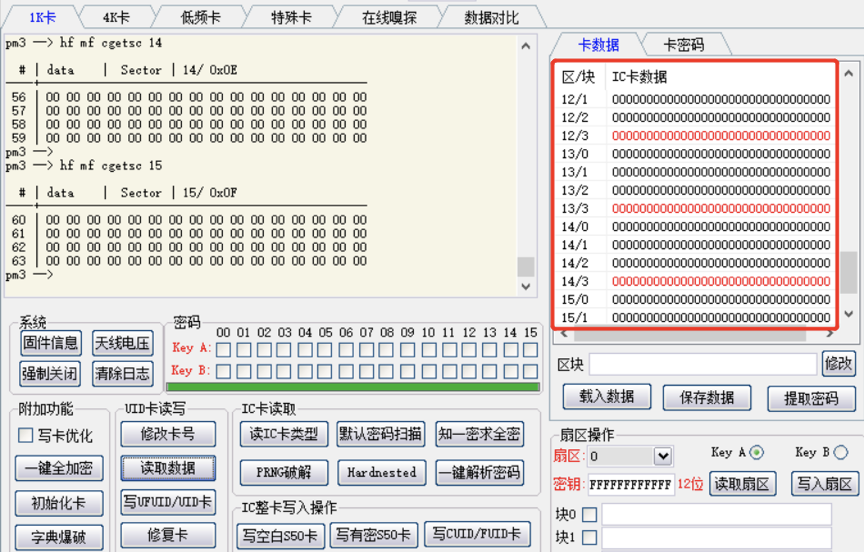 1K卡 4K卡 低频卡 特殊卡 在线嗅探 数据对比
pm3 —> hf mf cgetsc 14
# | data | Sector | 14/ 0x0E
56 | 00 00 00 00 00 00 00 00 00 00 00 00 00 00 00 00
57 | 00 00 00 00 00 00 00 00 00 00 00 00 00 00 00 00
58 | 00 00 00 00 00 00 00 00 00 00 00 00 00 00 00 00
59 | 00 00 00 00 00 00 00 00 00 00 00 00 00 00 00 00
pm3 —>
pm3 —> hf mf cgetsc 15
# | data | Sector | 15/ 0x0F
60 | 00 00 00 00 00 00 00 00 00 00 00 00 00 00 00 00
61 | 00 00 00 00 00 00 00 00 00 00 00 00 00 00 00 00
62 | 00 00 00 00 00 00 00 00 00 00 00 00 00 00 00 00
63 | 00 00 00 00 00 00 00 00 00 00 00 00 00 00 00 00
pm3 —>
卡数据 卡密码
区/块 IC卡数据
12/1 00000000000000000000000000000000
12/2 00000000000000000000000000000000
12/3 00000000000000000000000000000000
13/0 00000000000000000000000000000000
13/1 00000000000000000000000000000000
13/2 00000000000000000000000000000000
13/3 00000000000000000000000000000000
14/0 00000000000000000000000000000000
14/1 00000000000000000000000000000000
14/2 00000000000000000000000000000000
14/3 00000000000000000000000000000000
15/0 00000000000000000000000000000000
15/1 00000000000000000000000000000000
区块 修改
载入数据 保存数据 提取密码
系统
固件信息 天线电压
强制关闭 清除日志
密码
00 01 02 03 04 05 06 07 08 09 10 11 12 13 14 15
Key A:
Key B:
附加功能
写卡优化
一键全加密
初始化卡
字典爆破
UID卡读写
修改卡号
读取数据
写UFUID/UID卡
修复卡
IC卡读取
读IC卡类型 默认密码扫描 知一密求全密
PRNG破解 Hardnested 一键解析密码
IC整卡写入操作
写空白S50卡 写有密S50卡 写CUID/FUID卡
扇区操作
扇区: 0 Key A Key B
密钥: FFFFFFFFFFFF 12位 读取扇区 写入扇区
块0
块1